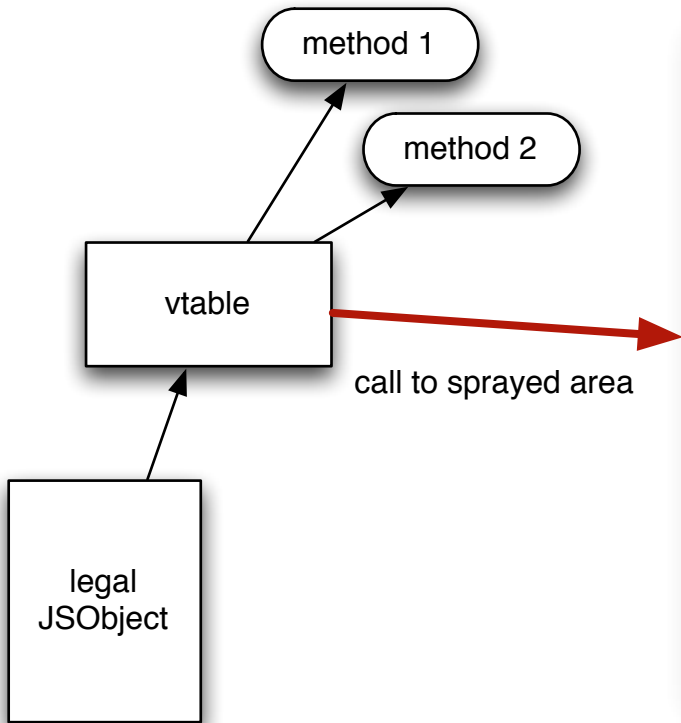 method 1
method 2
vtable
call to sprayed area
legal
JSObject